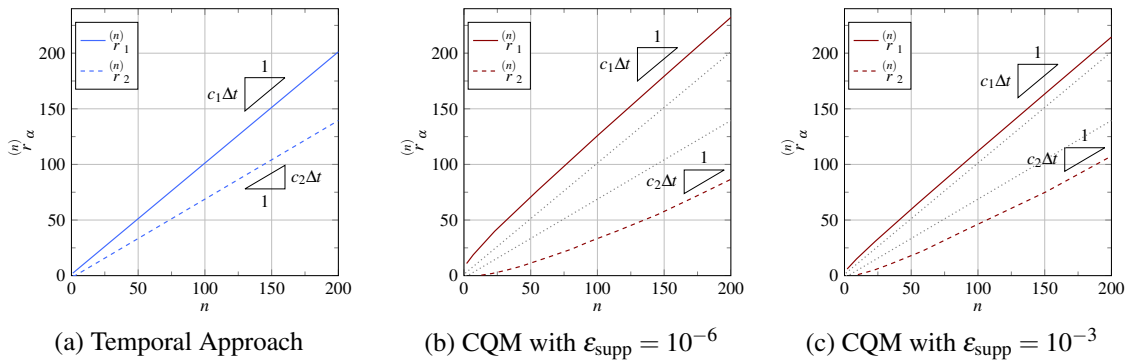 200
150
100
50
0
0
50
100
150
200
n
r α (n)
r 1 (n)
r 2 (n)
1
c1Δt
c2Δt
1
(a) Temporal Approach
200
150
100
50
0
0
50
100
150
200
n
r α (n)
r 1 (n)
r 2 (n)
1
c1Δt
1
c2Δt
(b) CQM with εsupp = 10−6
200
150
100
50
0
0
50
100
150
200
n
r α (n)
r 1 (n)
r 2 (n)
1
c1Δt
1
c2Δt
(c) CQM with εsupp = 10−3